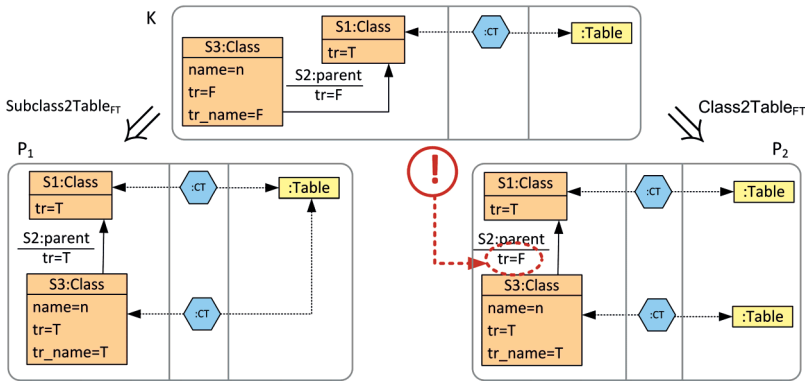 K
S1:Class
tr=T
:CT
:Table
S3:Class
name=n
tr=F
tr_name=F
S2:parent
tr=F
Subclass2TableFT
Class2TableFT
P1
S1:Class
tr=T
:CT
:Table
S2:parent
tr=T
S3:Class
name=n
tr=T
tr_name=T
:CT
!
P2
S1:Class
tr=T
:CT
:Table
S2:parent
tr=F
S3:Class
name=n
tr=T
tr_name=T
:CT
:Table